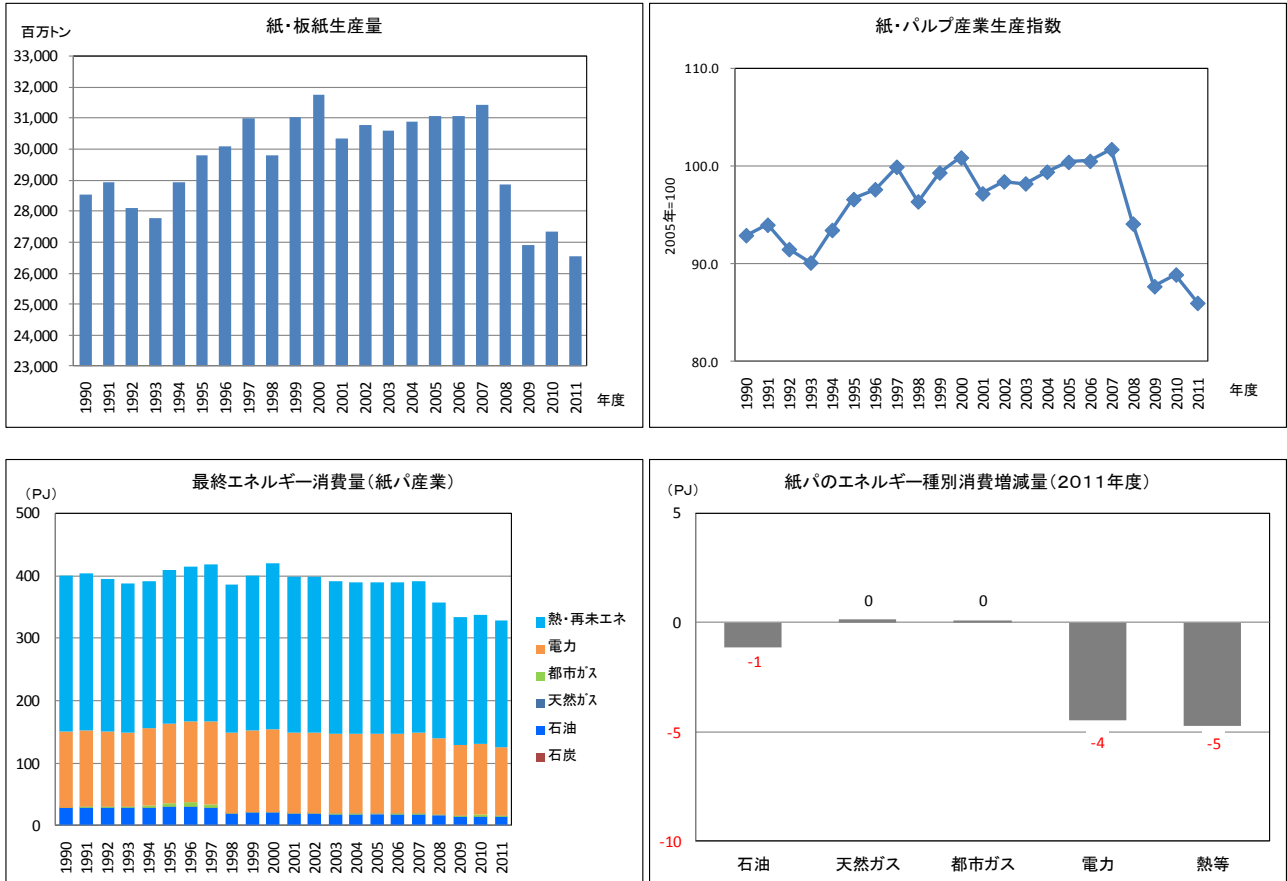 紙・板紙生産量
百万トン
33,000
32,000
31,000
30,000
29,000
28,000
27,000
26,000
25,000
24,000
23,000
1990 1991 1992 1993 1994 1995 1996 1997 1998 1999 2000 2001 2002 2003 2004 2005 2006 2007 2008 2009 2010 2011
年度
紙・パルプ産業生産指数
2005年=100
110.0
100.0
90.0
80.0
1990 1991 1992 1993 1994 1995 1996 1997 1998 1999 2000 2001 2002 2003 2004 2005 2006 2007 2008 2009 2010 2011
年度
最終エネルギー消費量(紙パ産業)
(PJ)
500
400
300
200
100
0
1990 1991 1992 1993 1994 1995 1996 1997 1998 1999 2000 2001 2002 2003 2004 2005 2006 2007 2008 2009 2010 2011
熱・再未エネ
電力
都市ガス
天然ガス
石油
石炭
紙パのエネルギー種別消費増減量(2011年度)
(PJ)
5
0
-5
-10
-1
0
0
-4
-5
石油 天然ガス 都市ガス 電力 熱等